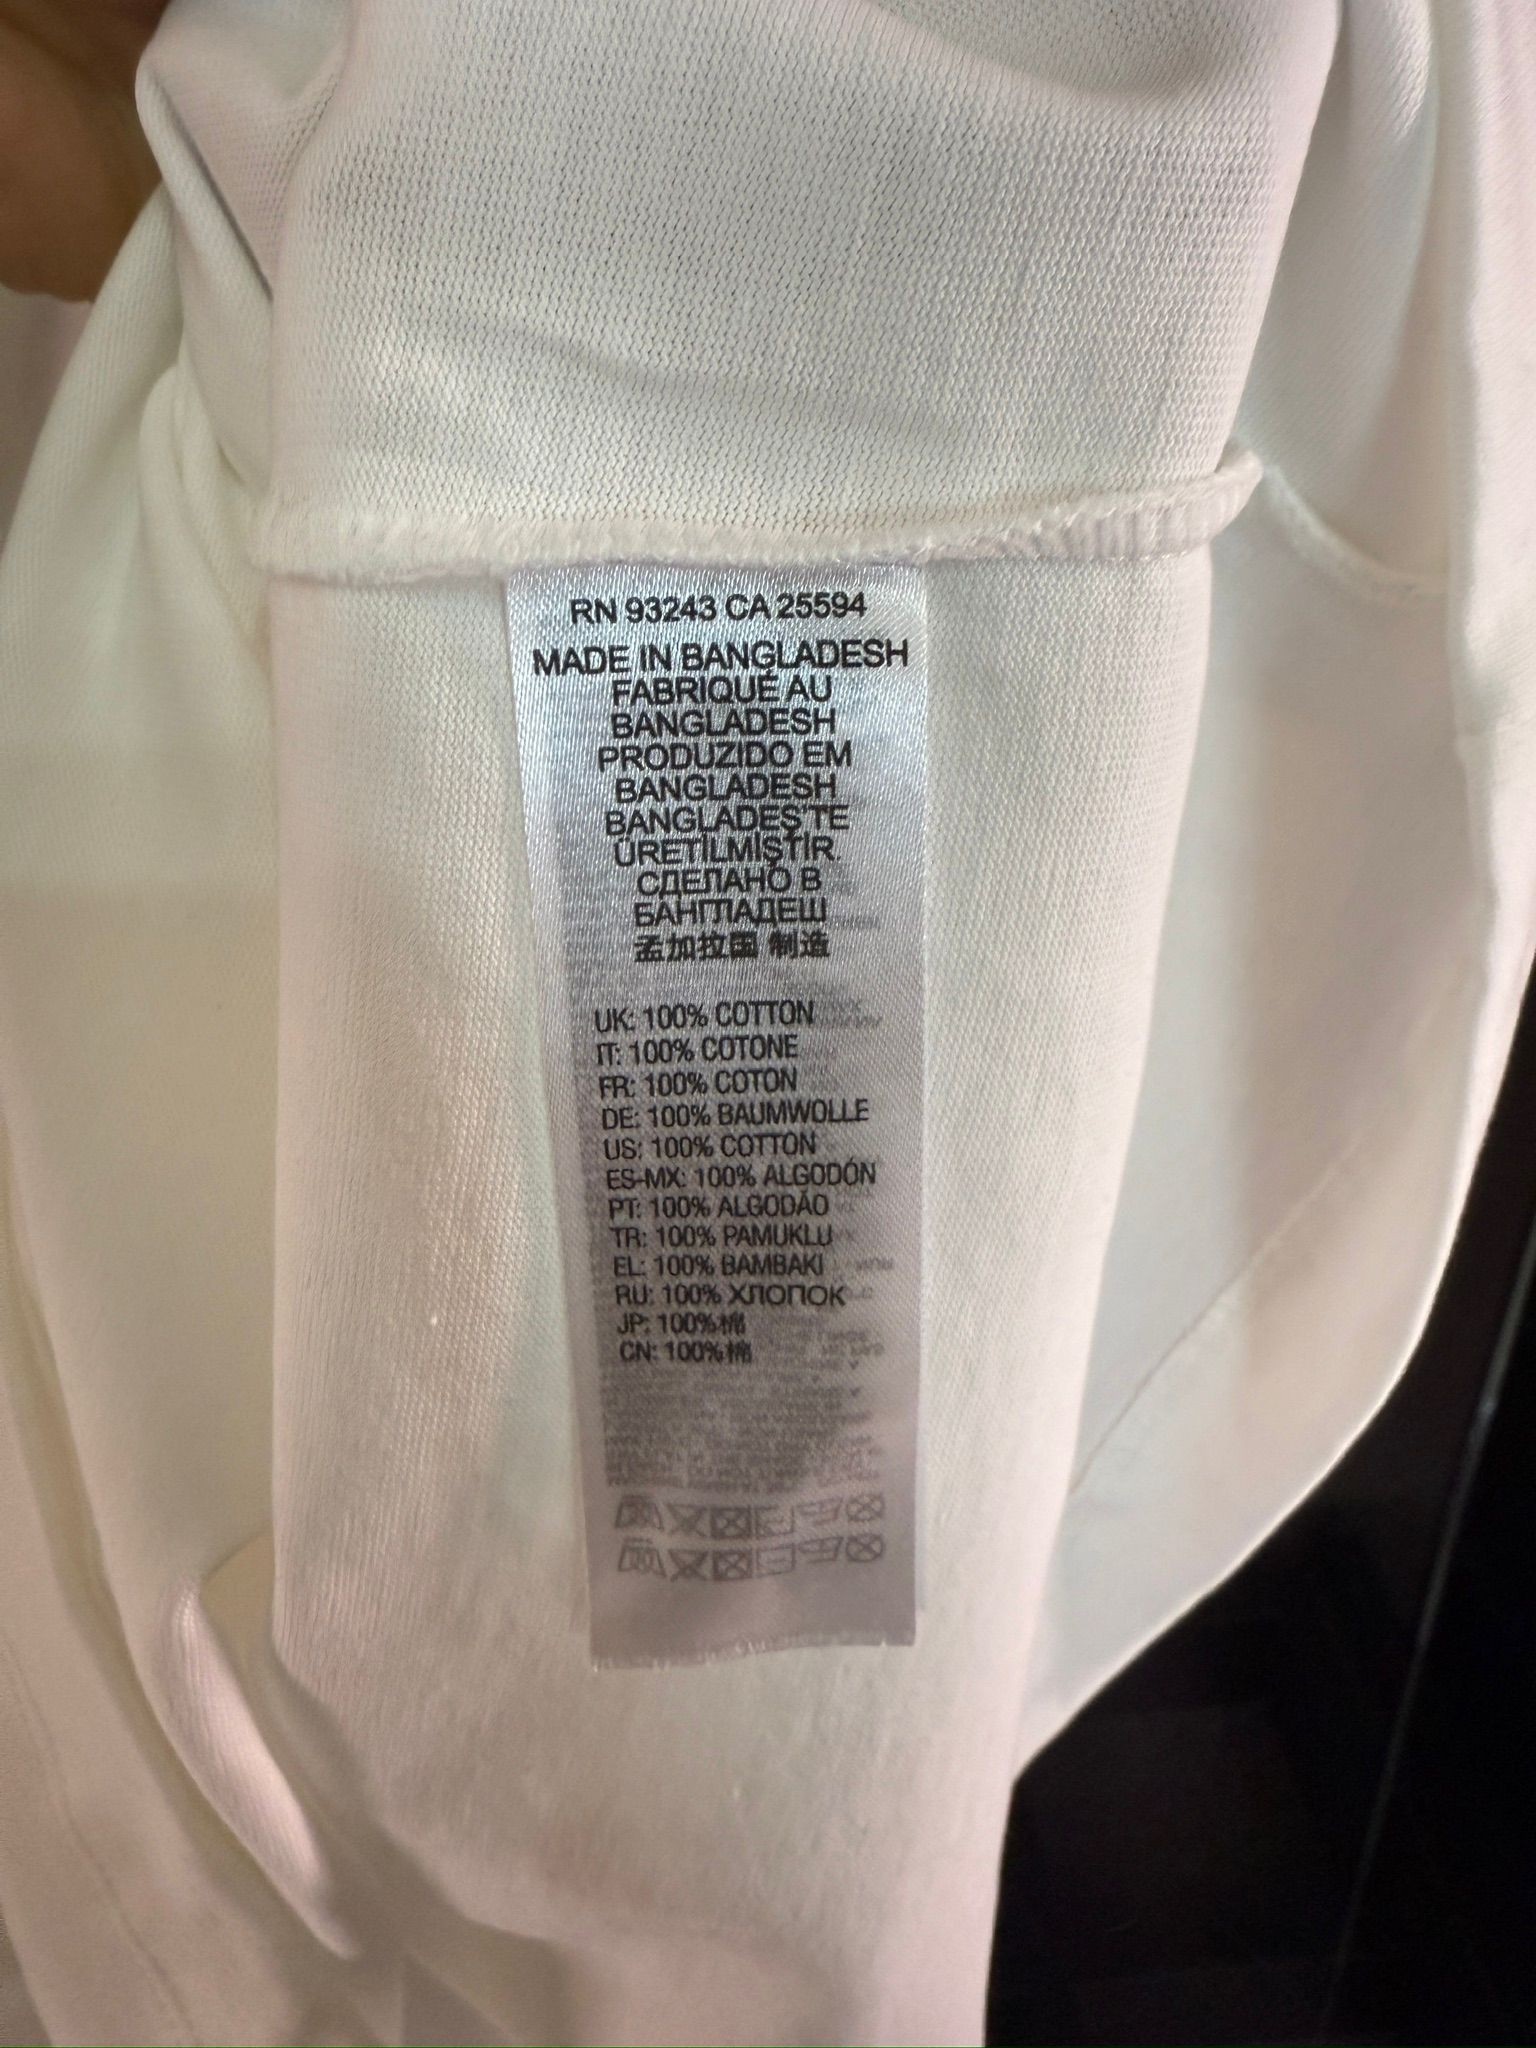 RN 93243 CA 25594
MADE IN BANGLADESH
FABRIQUÉ AU
BANGLADESH
PRODUZIDO EM
BANGLADESH
BANGLADEŞ'TE
ÜRETİLMİŞTİR.
СДЕЛАНО В
БАНГЛАДЕШ
孟加拉国 制造
UK: 100% COTTON
IT: 100% COTONE
FR: 100% COTON
DE: 100% BAUMWOLLE
US: 100% COTTON
ES-MX: 100% ALGODÓN
PT: 100% ALGODÃO
TR: 100% PAMUKLU
EL: 100% BAMBAKI
RU: 100% ХЛОПОК
JP: 100%棉
CN: 100%棉